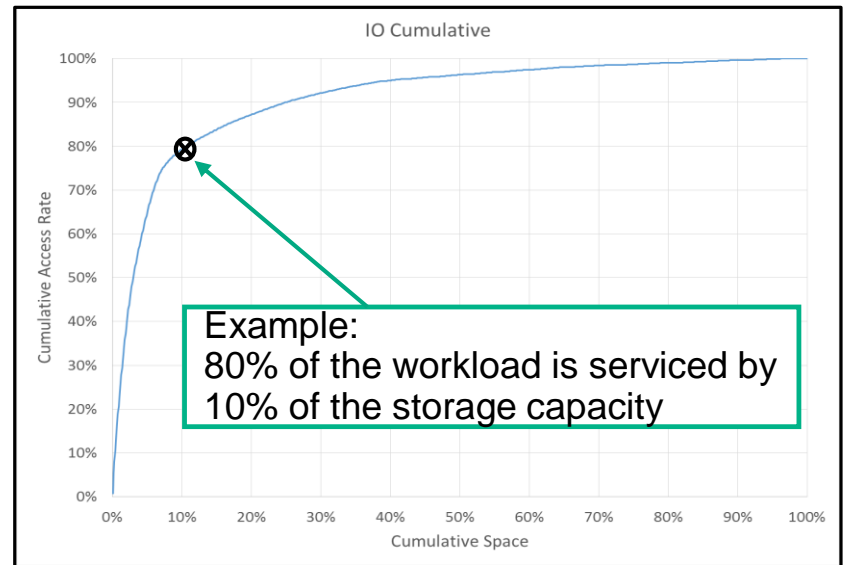 IO Cumulative
100%
90%
80%
70%
60%
50%
40%
30%
20%
10%
0%
Cumulative Access Rate
Example:
80% of the workload is serviced by
10% of the storage capacity
0% 10% 20% 30% 40% 50% 60% 70% 80% 90% 100%
Cumulative Space